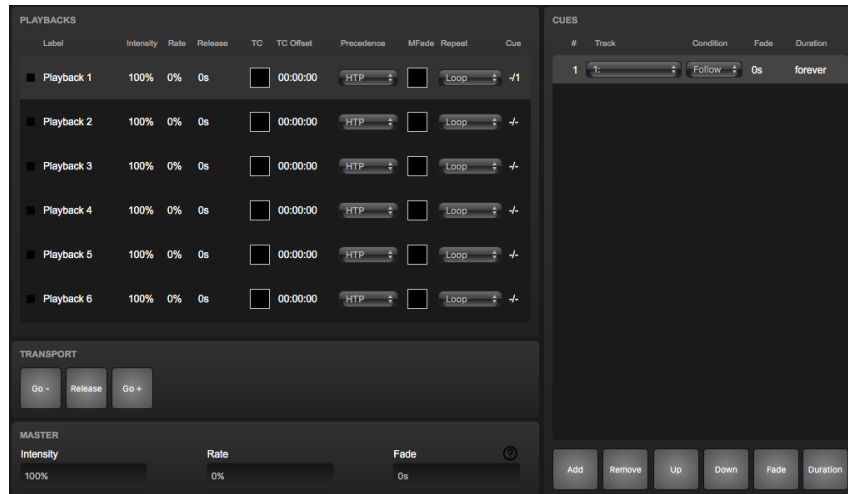 PLAYBACKS
Label Intensity Rate Release TC TC Offset Precedence MFade Repeat Cue
Playback 1 100% 0% 0s 00:00:00 HTP Loop -/1
Playback 2 100% 0% 0s 00:00:00 HTP Loop -/-
Playback 3 100% 0% 0s 00:00:00 HTP Loop -/-
Playback 4 100% 0% 0s 00:00:00 HTP Loop -/-
Playback 5 100% 0% 0s 00:00:00 HTP Loop -/-
Playback 6 100% 0% 0s 00:00:00 HTP Loop -/-
TRANSPORT
Go - Release Go +
MASTER
Intensity Rate Fade ?
100% 0% 0s
CUES
# Track Condition Fade Duration
1 1: Follow 0s forever
Add Remove Up Down Fade Duration